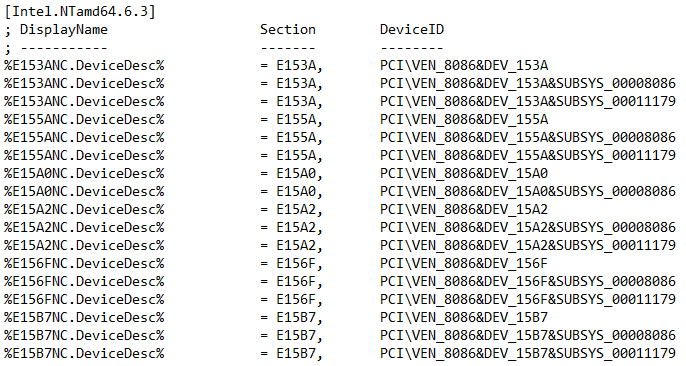 [Intel.NTamd64.6.3]
; DisplayName                   Section        DeviceID
; -----------                   -------        --------
%E153ANC.DeviceDesc%            = E153A,       PCI\VEN_8086&DEV_153A
%E153ANC.DeviceDesc%            = E153A,       PCI\VEN_8086&DEV_153A&SUBSYS_00008086
%E153ANC.DeviceDesc%            = E153A,       PCI\VEN_8086&DEV_153A&SUBSYS_00011179
%E155ANC.DeviceDesc%            = E155A,       PCI\VEN_8086&DEV_155A
%E155ANC.DeviceDesc%            = E155A,       PCI\VEN_8086&DEV_155A&SUBSYS_00008086
%E155ANC.DeviceDesc%            = E155A,       PCI\VEN_8086&DEV_155A&SUBSYS_00011179
%E15A0NC.DeviceDesc%            = E15A0,       PCI\VEN_8086&DEV_15A0
%E15A0NC.DeviceDesc%            = E15A0,       PCI\VEN_8086&DEV_15A0&SUBSYS_00008086
%E15A2NC.DeviceDesc%            = E15A2,       PCI\VEN_8086&DEV_15A2
%E15A2NC.DeviceDesc%            = E15A2,       PCI\VEN_8086&DEV_15A2&SUBSYS_00008086
%E15A2NC.DeviceDesc%            = E15A2,       PCI\VEN_8086&DEV_15A2&SUBSYS_00011179
%E156FNC.DeviceDesc%            = E156F,       PCI\VEN_8086&DEV_156F
%E156FNC.DeviceDesc%            = E156F,       PCI\VEN_8086&DEV_156F&SUBSYS_00008086
%E156FNC.DeviceDesc%            = E156F,       PCI\VEN_8086&DEV_156F&SUBSYS_00011179
%E15B7NC.DeviceDesc%            = E15B7,       PCI\VEN_8086&DEV_15B7
%E15B7NC.DeviceDesc%            = E15B7,       PCI\VEN_8086&DEV_15B7&SUBSYS_00008086
%E15B7NC.DeviceDesc%            = E15B7,       PCI\VEN_8086&DEV_15B7&SUBSYS_00011179